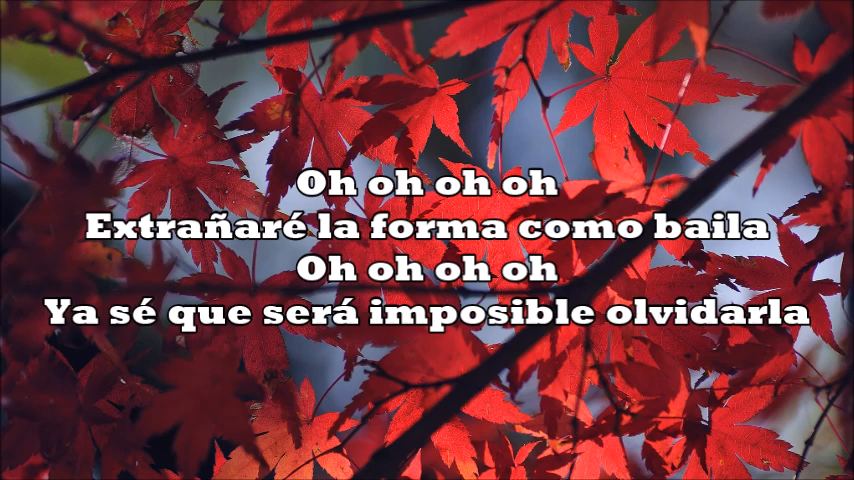 Oh oh oh oh
Extrañaré la forma como baila
Oh oh oh oh
Ya sé que será imposible olvidarla